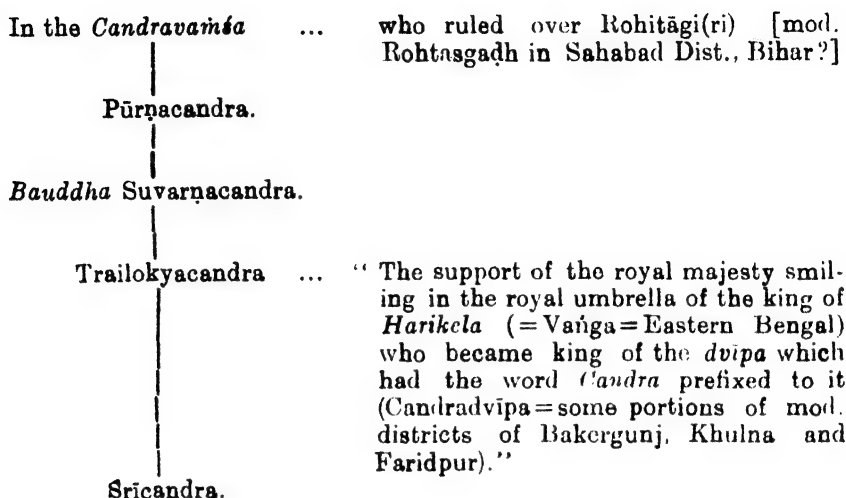 In the Candravaṁśa ... who ruled over Rohitāgi(ri) [mod.
Rohtasgaḍh in Sahabad Dist., Bihar?]
Pūrṇacandra.
Bauddha Suvarṇacandra.
Trailokyacandra ... “ The support of the royal majesty smil-
ing in the royal umbrella of the king of
Harikela (=Vaṅga=Eastern Bengal)
who became king of the dvīpa which
had the word Candra prefixed to it
(Candradvīpa=some portions of mod.
districts of Bakergunj, Khulna and
Faridpur).”
Śrīcandra.